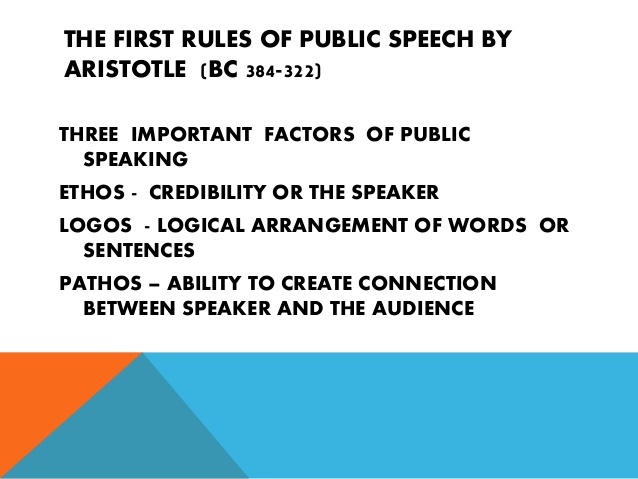 THE FIRST RULES OF PUBLIC SPEECH BY
ARISTOTLE (BC 384-322)
THREE IMPORTANT FACTORS OF PUBLIC
SPEAKING
ETHOS - CREDIBILITY OR THE SPEAKER
LOGOS - LOGICAL ARRANGEMENT OF WORDS OR
SENTENCES
PATHOS – ABILITY TO CREATE CONNECTION
BETWEEN SPEAKER AND THE AUDIENCE